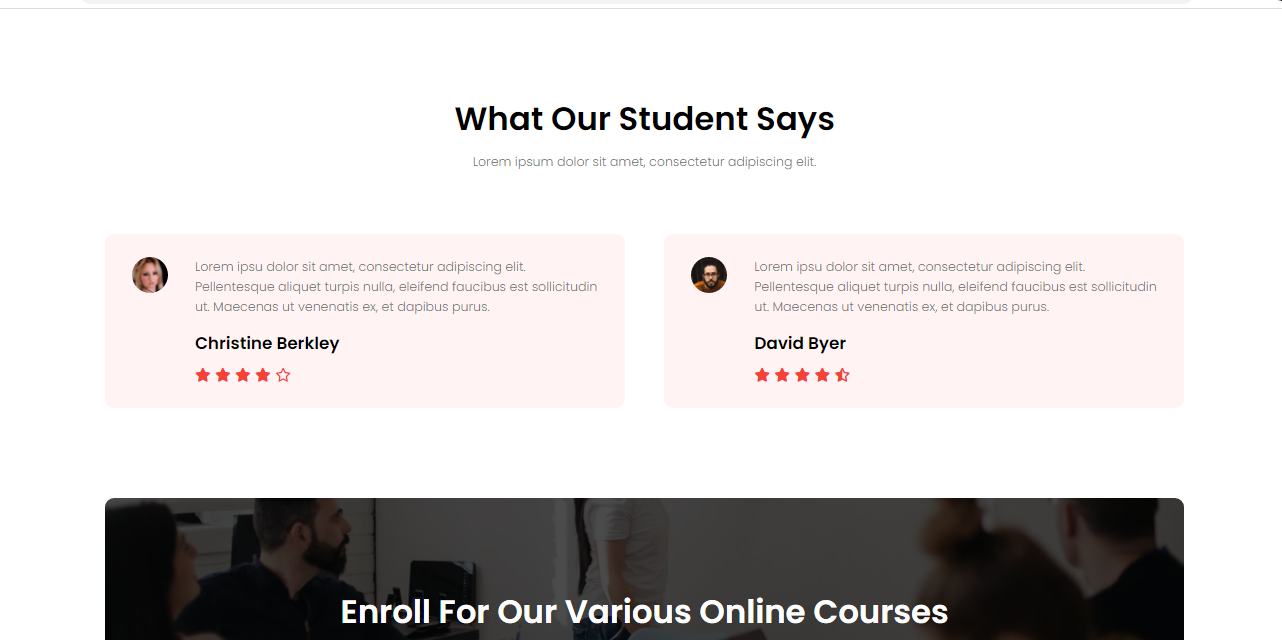 What Our Student Says
Lorem ipsum dolor sit amet, consectetur adipiscing elit.
Lorem ipsu dolor sit amet, consectetur adipiscing elit.
Pellentesque aliquet turpis nulla, eleifend faucibus est sollicitudin
ut. Maecenas ut venenatis ex, et dapibus purus.
Christine Berkley
Lorem ipsu dolor sit amet, consectetur adipiscing elit.
Pellentesque aliquet turpis nulla, eleifend faucibus est sollicitudin
ut. Maecenas ut venenatis ex, et dapibus purus.
David Byer
Enroll For Our Various Online Courses